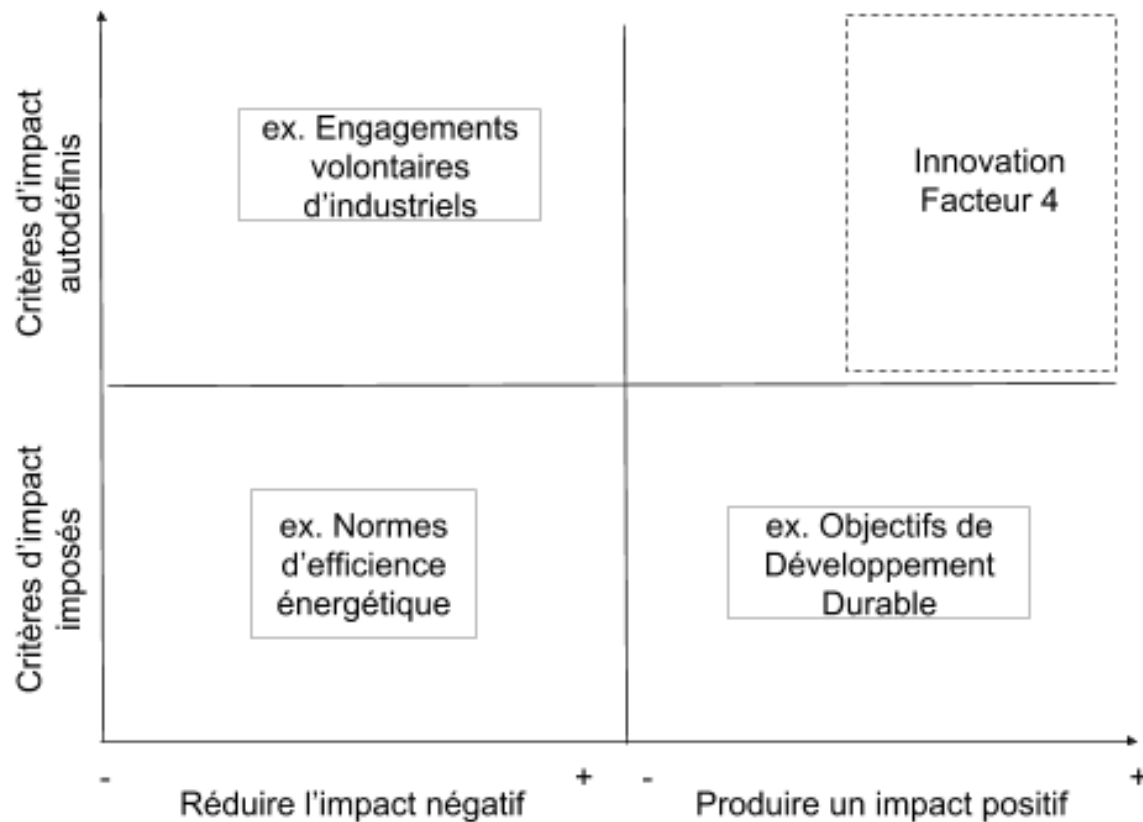 Critères d'impact
autodéfinis
ex. Engagements
volontaires
d'industriels
Innovation
Facteur 4
Critères d'impact
imposés
ex. Normes
d'efficience
énergétique
ex. Objectifs de
Développement
Durable
- + - +
Réduire l'impact négatif
Produire un impact positif